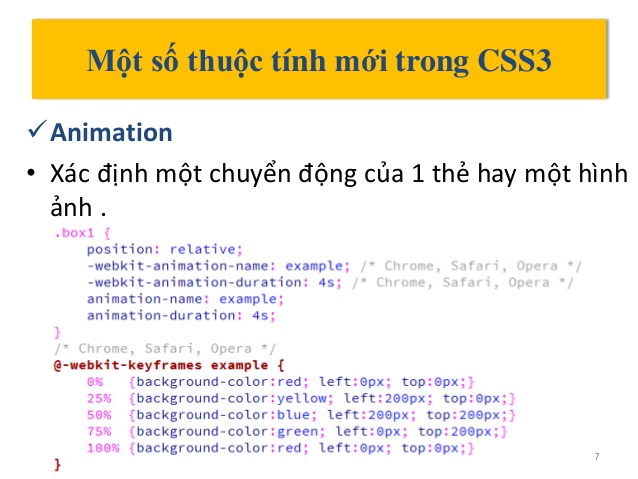 Một số thuộc tính mới trong CSS3
Animation
• Xác định một chuyển động của 1 thẻ hay một hình
ảnh .
.box1 {
position: relative;
-webkit-animation-name: example; /* Chrome, Safari, Opera */
-webkit-animation-duration: 4s; /* Chrome, Safari, Opera */
animation-name: example;
animation-duration: 4s;
}
/* Chrome, Safari, Opera */
@-webkit-keyframes example {
0% {background-color:red; left:0px; top:0px;}
25% {background-color:yellow; left:200px; top:0px;}
50% {background-color:blue; left:200px; top:200px;}
75% {background-color:green; left:0px; top:200px;}
100% {background-color:red; left:0px; top:0px;}
}
7